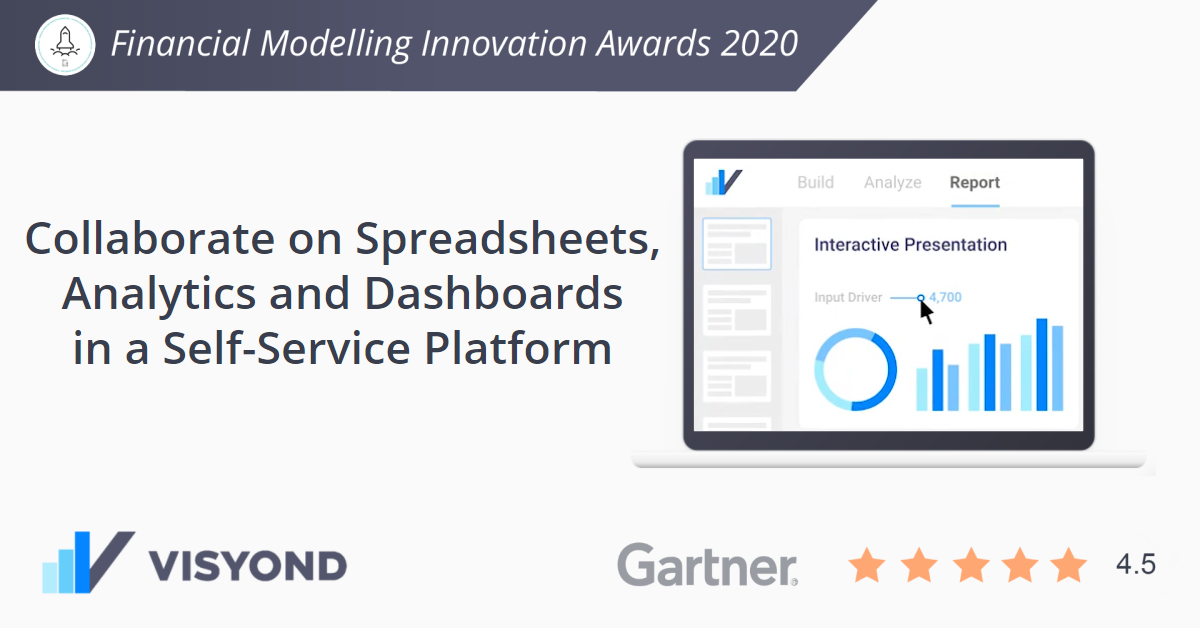 Financial Modelling Innovation Awards 2020
Collaborate on Spreadsheets,
Analytics and Dashboards
in a Self-Service Platform
Build Analyze Report
Interactive Presentation
Input Driver 4,700
VISYOND
Gartner 4.5